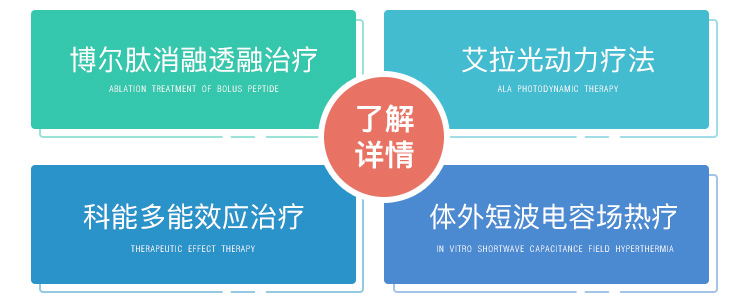 博尔肽消融透融治疗
ABLATION TREATMENT OF BOLUS PEPTIDE
艾拉光动力疗法
ALA PHOTODYNAMIC THERAPY
了解
详情
科能多能效应治疗
THERAPEUTIC EFFECT THERAPY
体外短波电容场热疗
IN VITRO SHORTWAVE CAPACITANCE FIELD HYPERTHERMIA